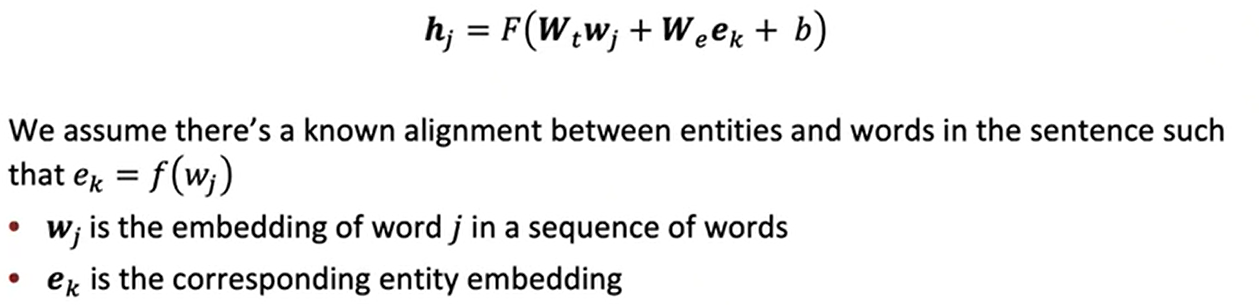 h_j = F(W_t w_j + W_e e_k + b)
We assume there's a known alignment between entities and words in the sentence such
that e_k = f(w_j)
• w_j is the embedding of word j in a sequence of words
• e_k is the corresponding entity embedding